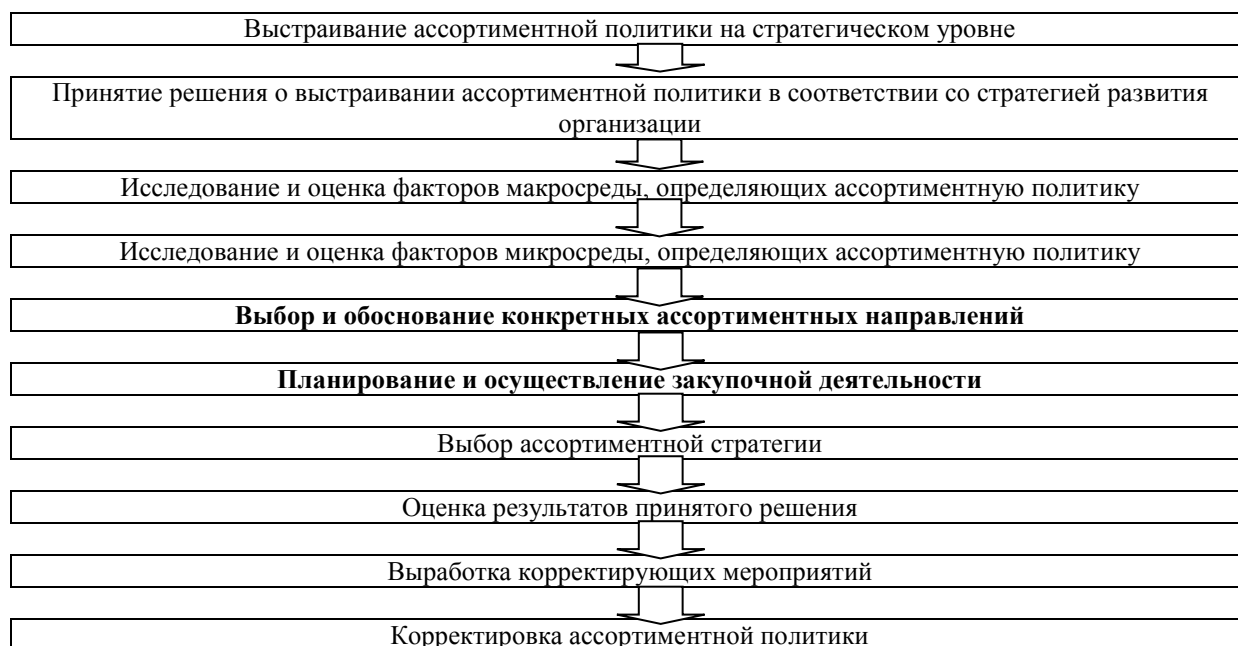 Выстраивание ассортиментной политики на стратегическом уровне
Принятие решения о выстраивании ассортиментной политики в соответствии со стратегией развития
организации
Исследование и оценка факторов макросреды, определяющих ассортиментную политику
Исследование и оценка факторов микросреды, определяющих ассортиментную политику
Выбор и обоснование конкретных ассортиментных направлений
Планирование и осуществление закупочной деятельности
Выбор ассортиментной стратегии
Оценка результатов принятого решения
Выработка корректирующих мероприятий
Корректировка ассортиментной политики